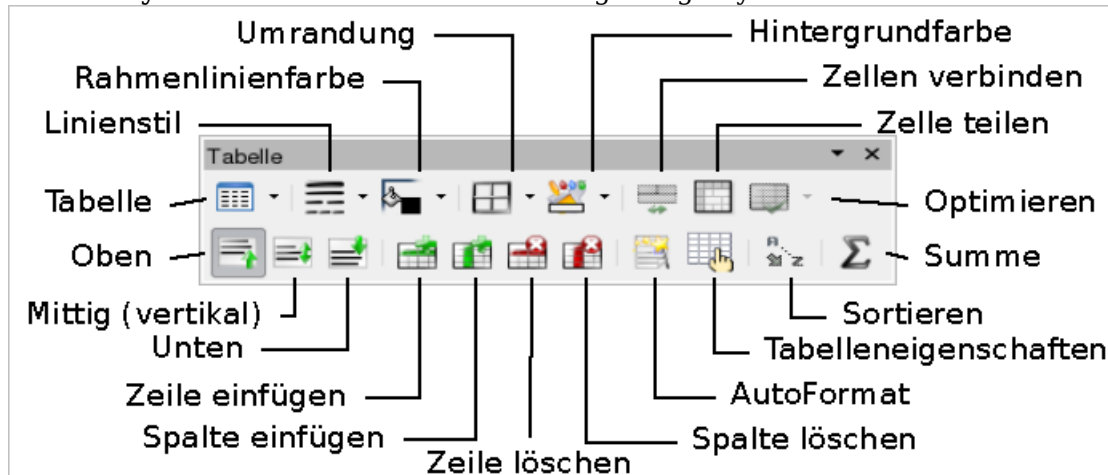 Umrandung
Hintergrundfarbe
Rahmenlinienfarbe
Zellen verbinden
Linienstil
Zelle teilen
Tabelle
Tabelle
Optimieren
Oben
Summe
Mittig (vertikal)
Sortieren
Unten
Tabelleneigenschaften
Zeile einfügen
AutoFormat
Spalte einfügen
Spalte löschen
Zeile löschen